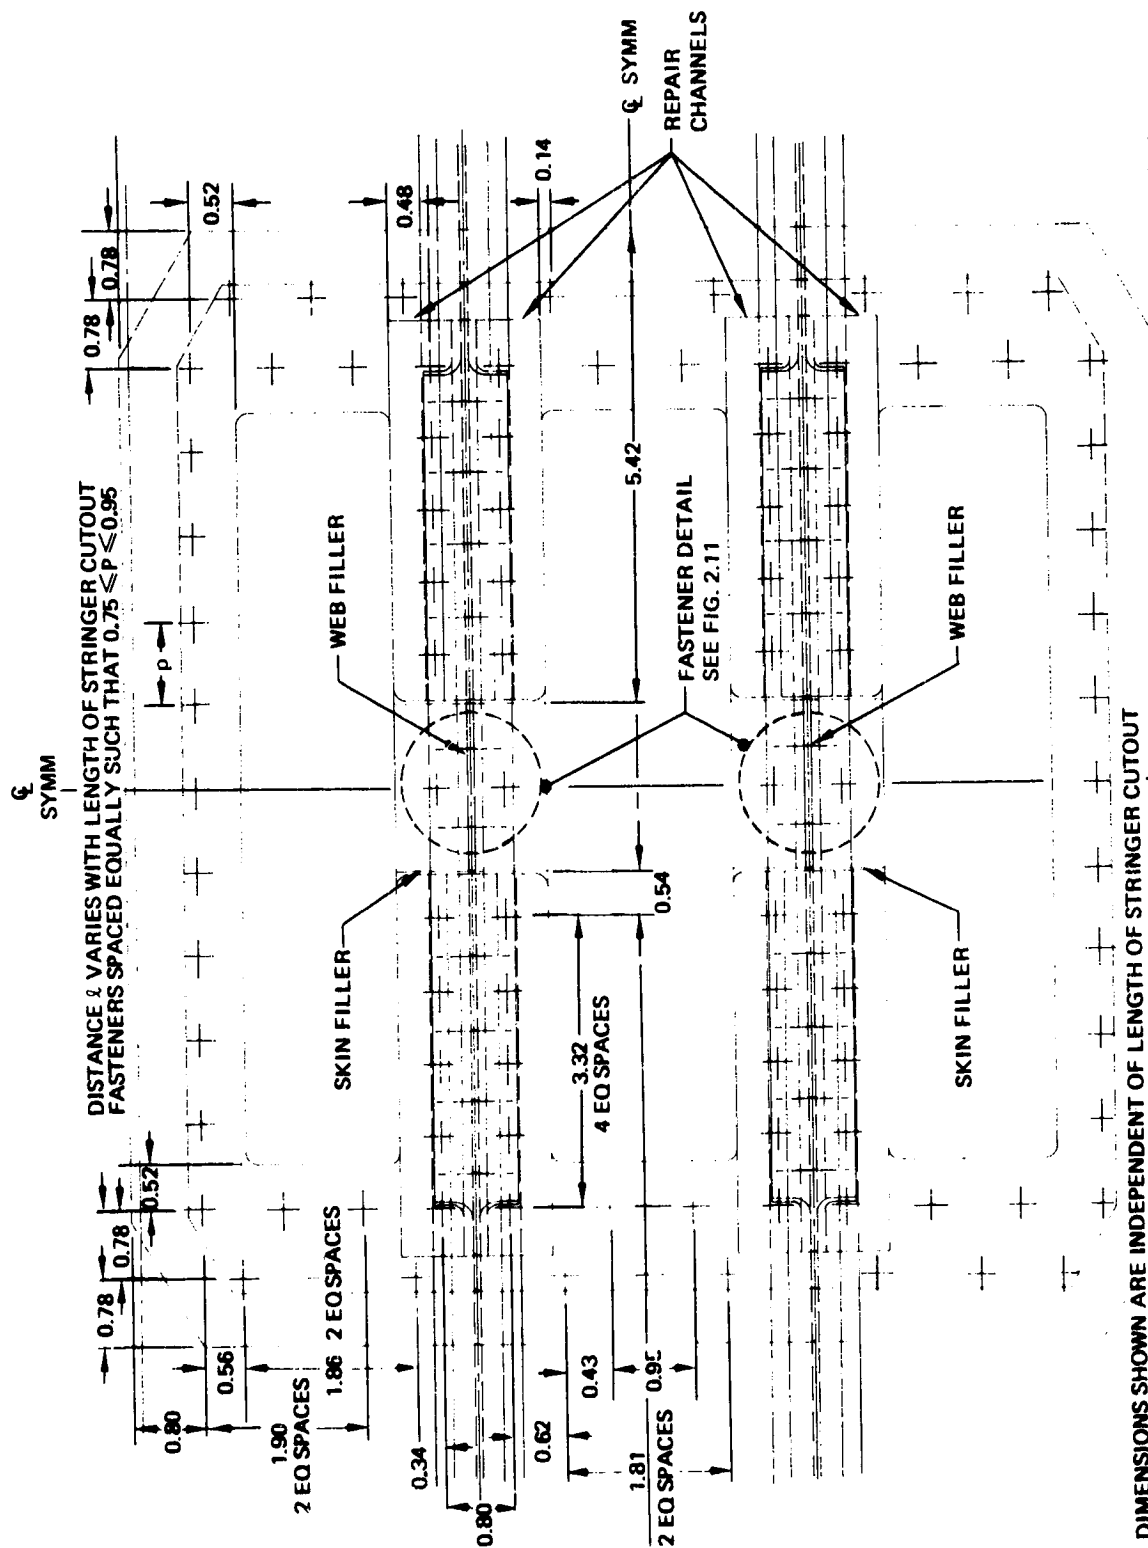 ℄
SYMM
DISTANCE ℓ VARIES WITH LENGTH OF STRINGER CUTOUT
FASTENERS SPACED EQUALLY SUCH THAT 0.75 ⩽ P ⩽ 0.95
p
0.78
0.78
0.52
0.48
0.14
℄ SYMM
REPAIR
CHANNELS
WEB FILLER
5.42
FASTENER DETAIL
SEE FIG. 2.11
WEB FILLER
SKIN FILLER
0.54
3.32
4 EQ SPACES
SKIN FILLER
0.52
0.78
0.78
0.56
0.80
1.86 2 EQ SPACES
1.90
2 EQ SPACES
0.34
0.80
0.62
0.43
1.81
2 EQ SPACES
DIMENSIONS SHOWN ARE INDEPENDENT OF LENGTH OF STRINGER CUTOUT